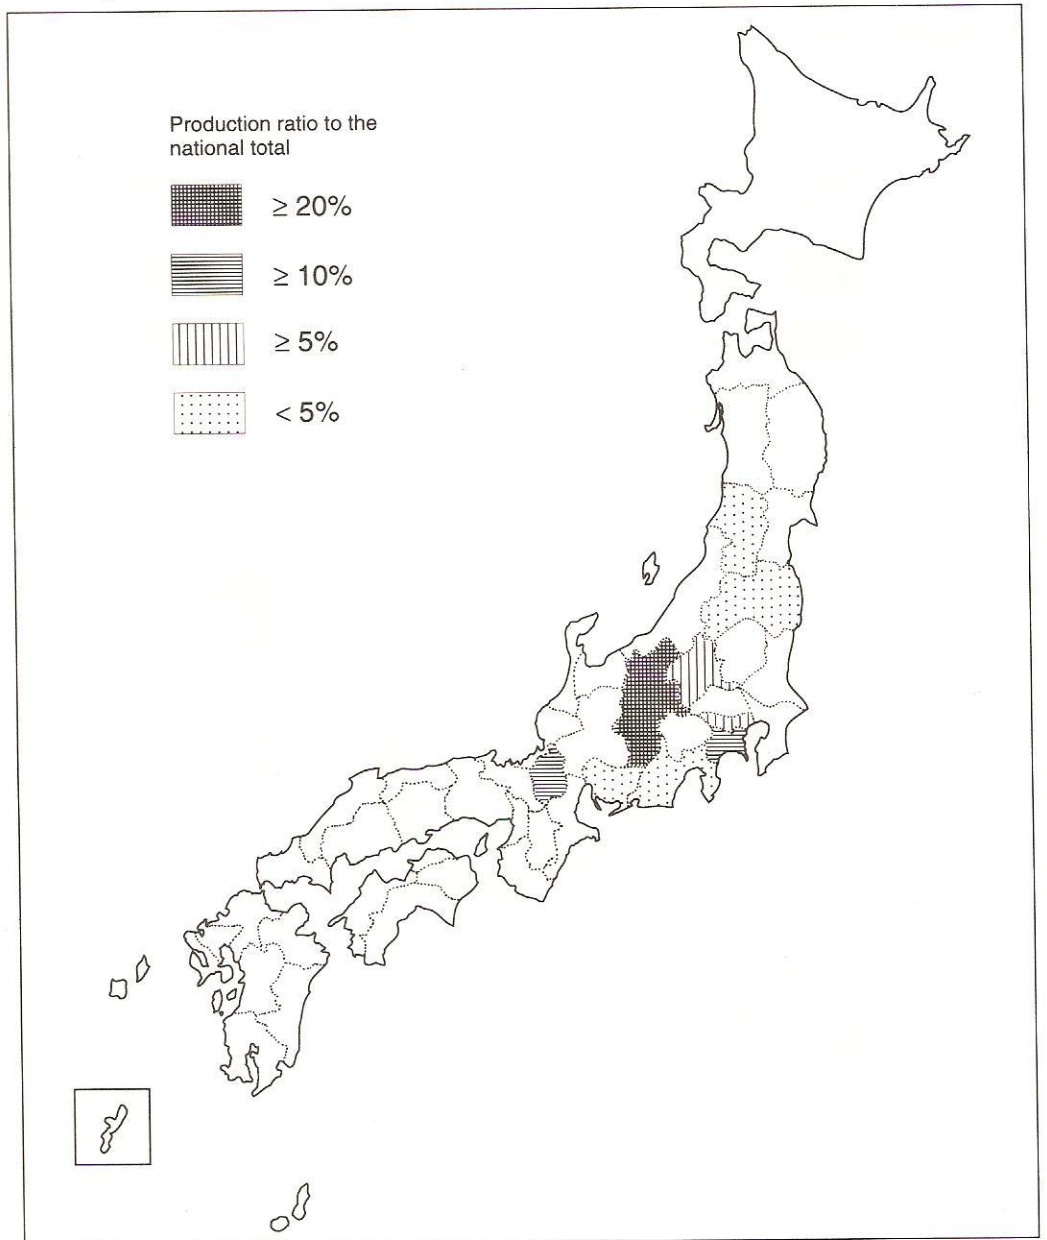 Production ratio to the
national total
≥ 20%
≥ 10%
≥ 5%
< 5%